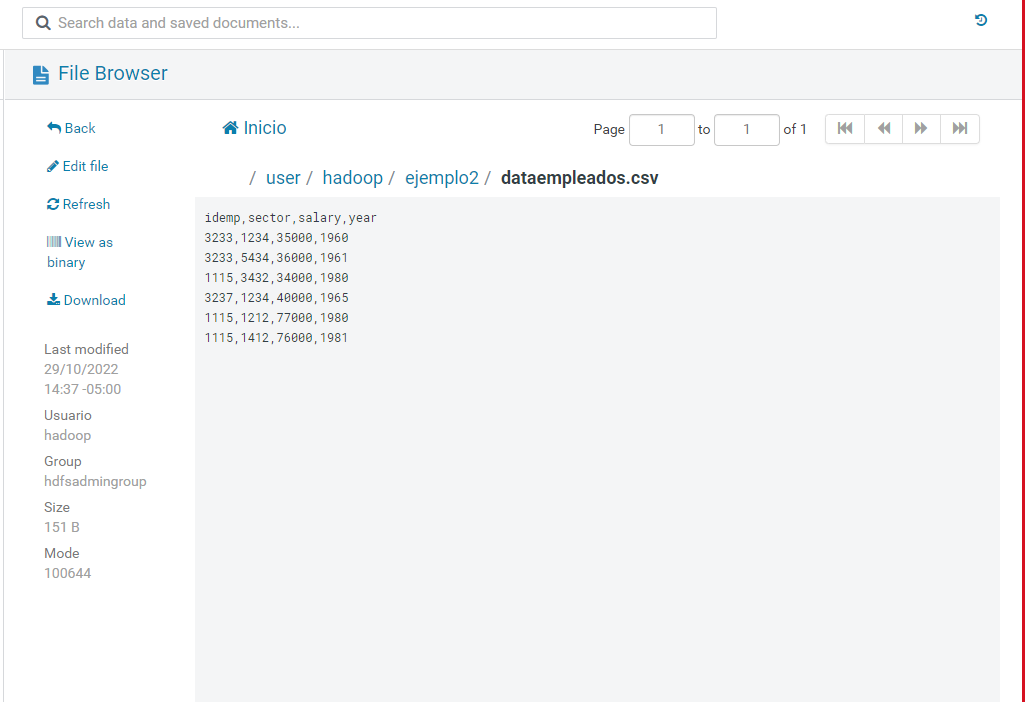 Search data and saved documents...
File Browser
Back
Edit file
Refresh
View as
binary
Download
Last modified
29/10/2022
14:37 -05:00
Usuario
hadoop
Group
hdfsadmingroup
Size
151 B
Mode
100644
Inicio
Page 1 to 1 of 1
/ user / hadoop / ejemplo2 / dataempleados.csv
idemp,sector,salary,year
3233,1234,35000,1960
3233,5434,36000,1961
1115,3432,34000,1980
3237,1234,40000,1965
1115,1212,77000,1980
1115,1412,76000,1981